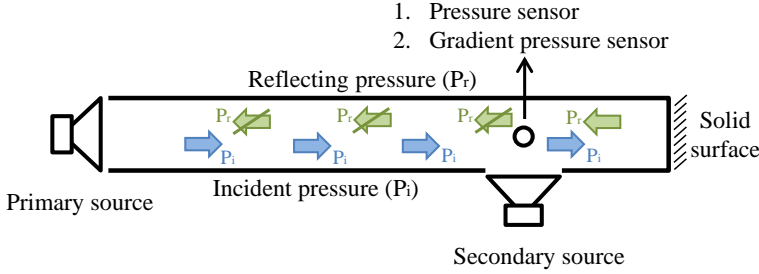 1. Pressure sensor
2. Gradient pressure sensor
Reflecting pressure (Pr)
Pr Pr Pr Pr
Pi Pi Pi Pi
Solid
surface
Incident pressure (Pi)
Primary source
Secondary source